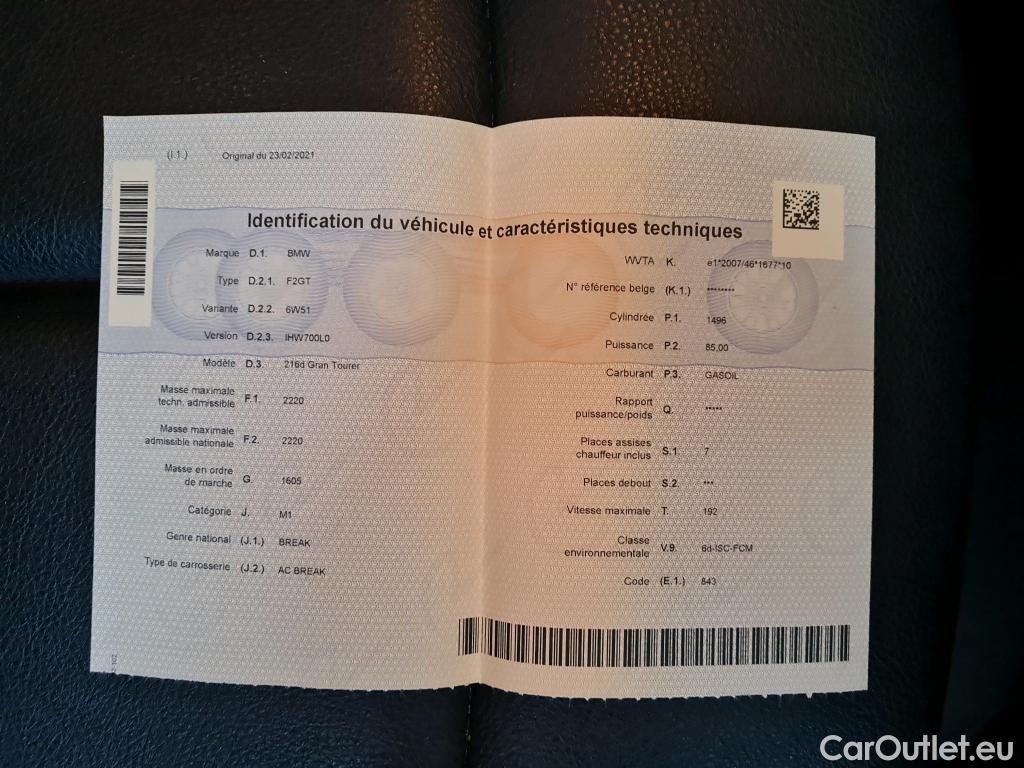 (I.1.) Original du 23/02/2021
Identification du véhicule et caractéristiques techniques
Marque D.1. BMW
Type D.2.1. F2GT
Variante D.2.2. 6W51
Version D.2.3. IHW700L0
Modèle D.3. 216d Gran Tourer
Masse maximale
techn. admissible F.1. 2220
Masse maximale
admissible nationale F.2. 2220
Masse en ordre
de marche G. 1605
Catégorie J. M1
Genre national (J.1.) BREAK
Type de carrosserie (J.2.) AC BREAK
WVTA K. e1*2007/46*1677*10
N° référence belge (K.1.) ********
Cylindrée P.1. 1496
Puissance P.2. 85,00
Carburant P.3. GASOIL
Rapport
puissance/poids Q. *****
Places assises
chauffeur inclus S.1. 7
Places debout S.2. ***
Vitesse maximale T. 192
Classe
environnementale V.9. 6d-ISC-FCM
Code (E.1.) 843
CarOutlet.eu